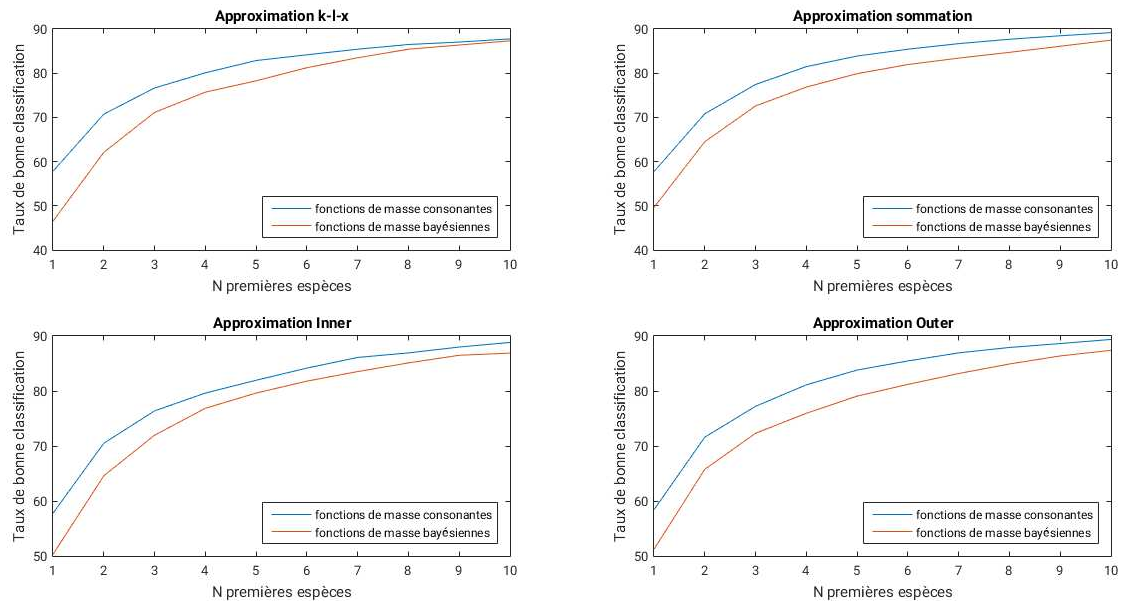 Approximation k-l-x
Taux de bonne classification
90
80
70
60
50
40
fonctions de masse consonantes
fonctions de masse bayésiennes
1 2 3 4 5 6 7 8 9 10
N premières espèces
Approximation sommation
Taux de bonne classification
90
80
70
60
50
40
fonctions de masse consonantes
fonctions de masse bayésiennes
1 2 3 4 5 6 7 8 9 10
N premières espèces
Approximation Inner
Taux de bonne classification
90
80
70
60
50
fonctions de masse consonantes
fonctions de masse bayésiennes
1 2 3 4 5 6 7 8 9 10
N premières espèces
Approximation Outer
Taux de bonne classification
90
80
70
60
50
fonctions de masse consonantes
fonctions de masse bayésiennes
1 2 3 4 5 6 7 8 9 10
N premières espèces